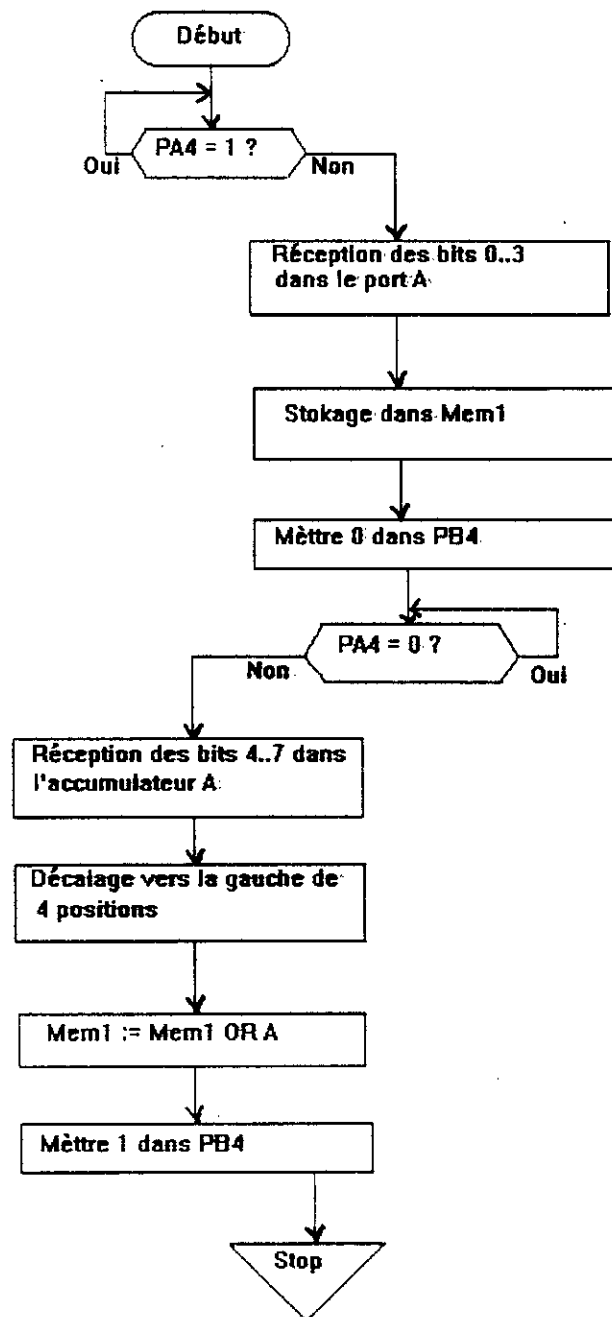 Début
PA4 = 1 ?
Oui
Non
Réception des bits 0..3
dans le port A
Stokage dans Mem1
Mèttre 0 dans PB4
PA4 = 0 ?
Non
Oui
Réception des bits 4..7 dans
l'accumulateur A
Décalage vers la gauche de
4 positions
Mem1 := Mem1 OR A
Mèttre 1 dans PB4
Stop